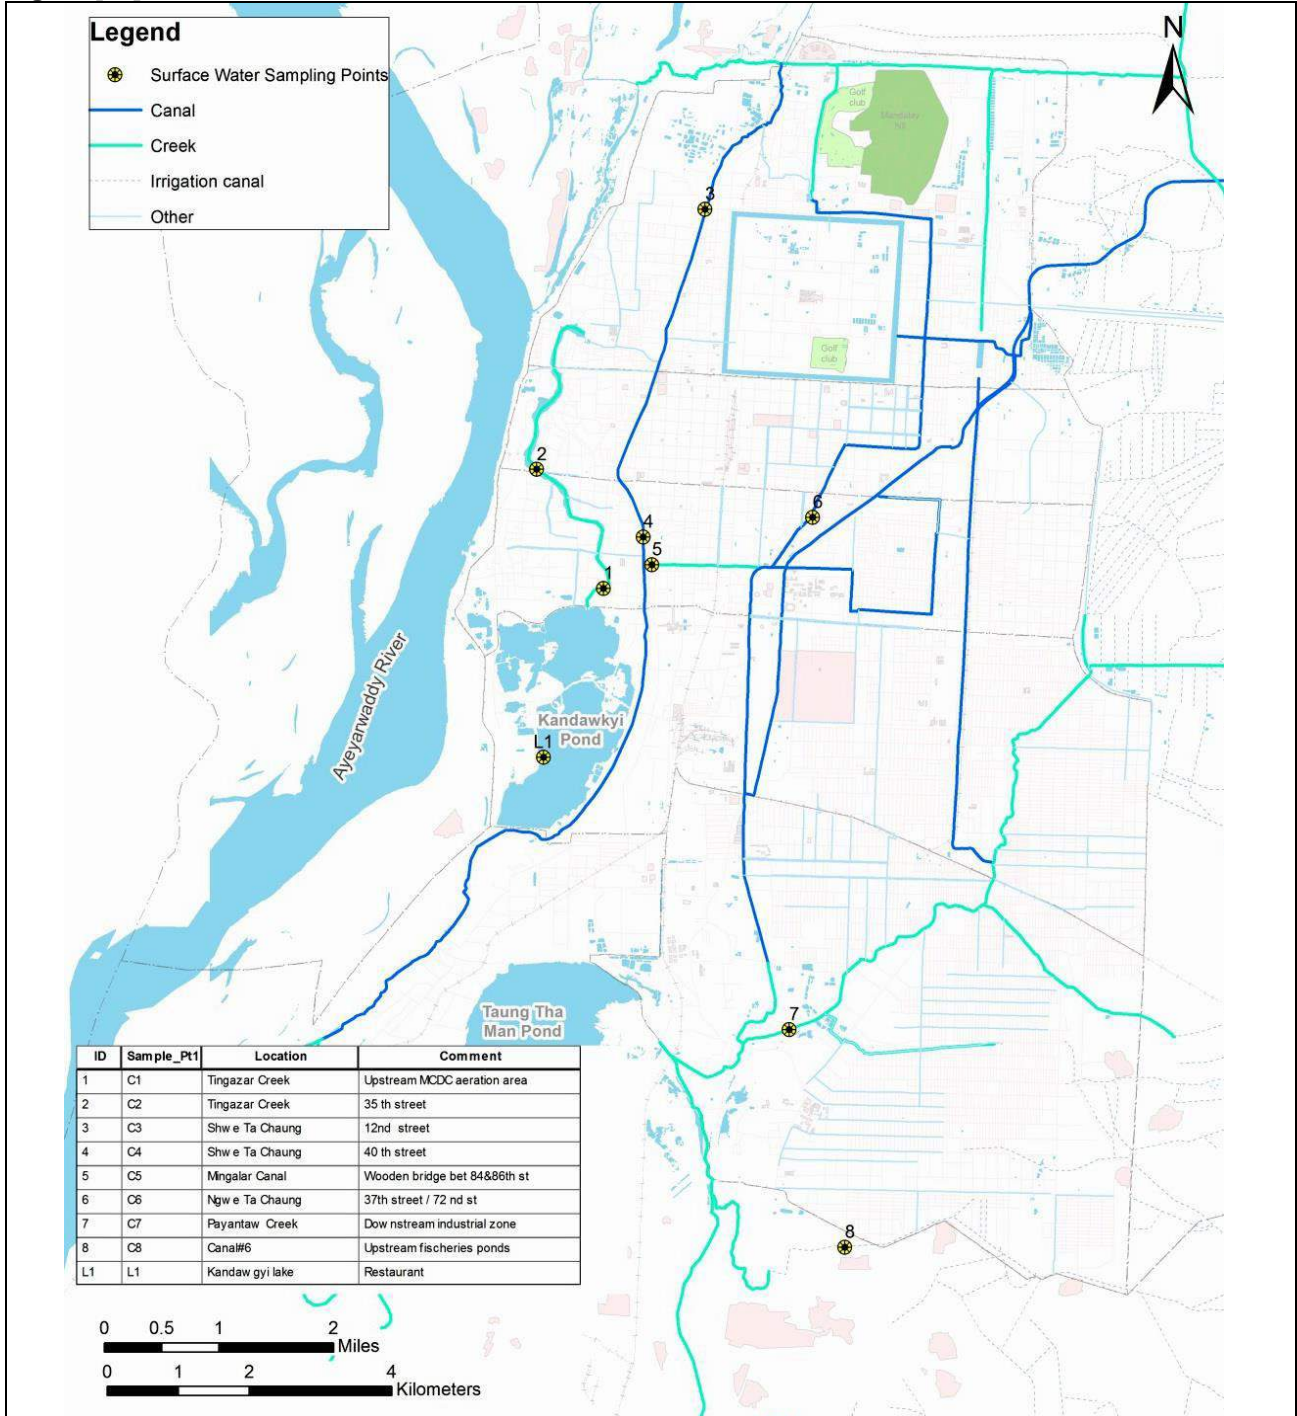 Legend
Surface Water Sampling Points
Canal
Creek
Irrigation canal
Other
N
Golf club
Mandalay Hill
3
Golf club
2
6
4
5
1
Ayeyarwaddy River
Kandawkyi Pond
L1
Taung Tha Man Pond
7
8
ID Sample_Pt1 Location Comment
1 C1 Tingazar Creek Upstream MCDC aeration area
2 C2 Tingazar Creek 35 th street
3 C3 Shwe Ta Chaung 12nd street
4 C4 Shwe Ta Chaung 40 th street
5 C5 Mingalar Canal Wooden bridge bet 84&86th st
6 C6 Ngwe Ta Chaung 37th street / 72 nd st
7 C7 Payantaw Creek Downstream industrial zone
8 C8 Canal#6 Upstream fischeries ponds
L1 L1 Kandaw gyi lake Restaurant
0 0.5 1 2 Miles
0 1 2 4 Kilometers